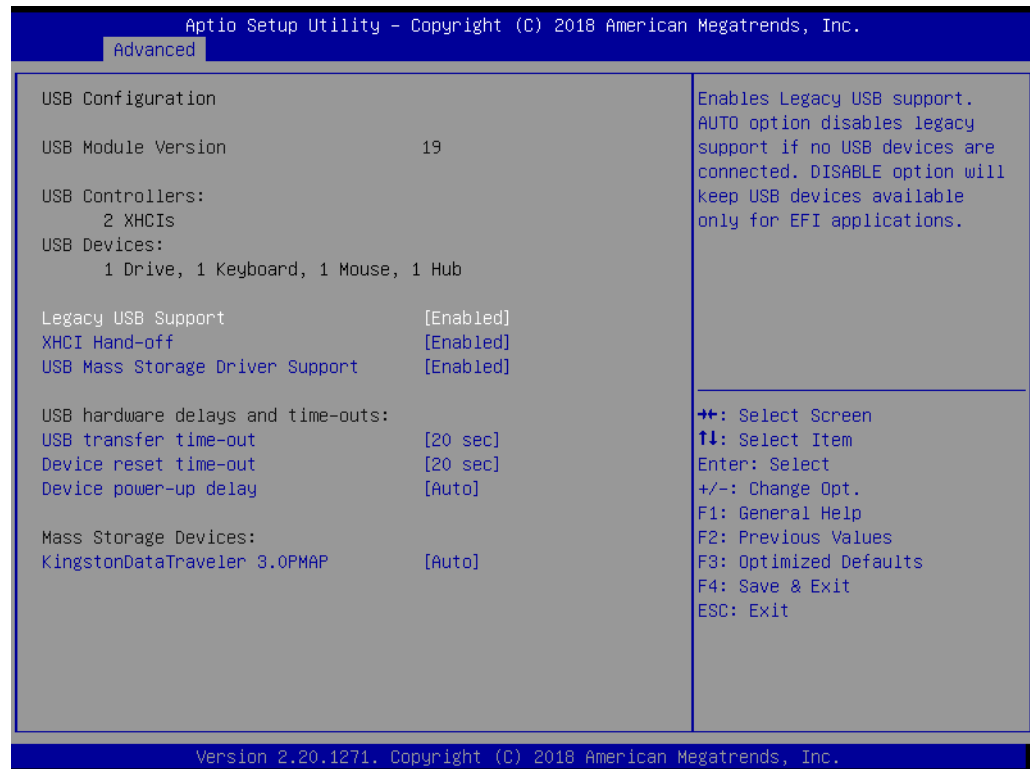 Aptio Setup Utility – Copyright (C) 2018 American Megatrends, Inc.
Advanced
USB Configuration
USB Module Version 19
USB Controllers:
2 XHCIs
USB Devices:
1 Drive, 1 Keyboard, 1 Mouse, 1 Hub
Legacy USB Support [Enabled]
XHCI Hand-off [Enabled]
USB Mass Storage Driver Support [Enabled]
USB hardware delays and time-outs:
USB transfer time-out [20 sec]
Device reset time-out [20 sec]
Device power-up delay [Auto]
Mass Storage Devices:
KingstonDataTraveler 3.0PMAP [Auto]
Enables Legacy USB support.
AUTO option disables legacy
support if no USB devices are
connected. DISABLE option will
keep USB devices available
only for EFI applications.
→←: Select Screen
↑↓: Select Item
Enter: Select
+/-: Change Opt.
F1: General Help
F2: Previous Values
F3: Optimized Defaults
F4: Save & Exit
ESC: Exit
Version 2.20.1271. Copyright (C) 2018 American Megatrends, Inc.